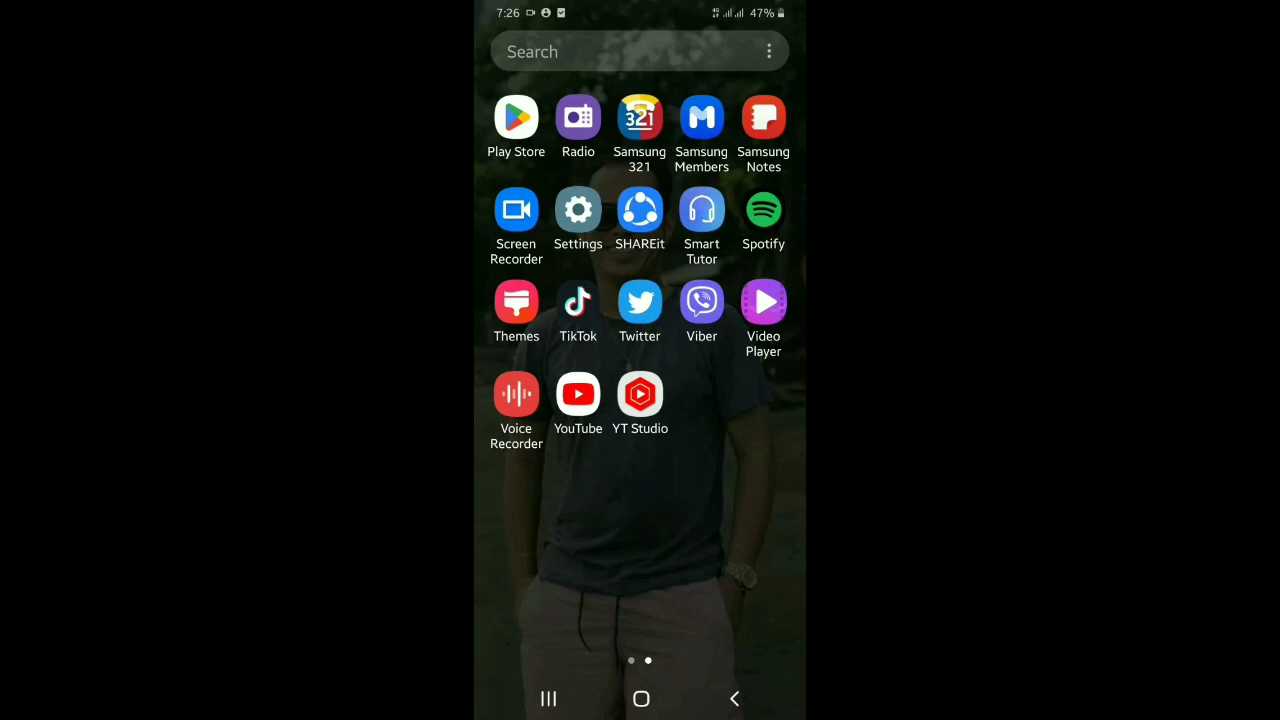 7:26
47%
Search
Play Store
Radio
Samsung
321
Samsung
Members
Samsung
Notes
321
Screen
Recorder
Settings
SHAREit
Smart
Tutor
Spotify
Themes
TikTok
Twitter
Viber
Video
Player
Voice
Recorder
YouTube
YT Studio